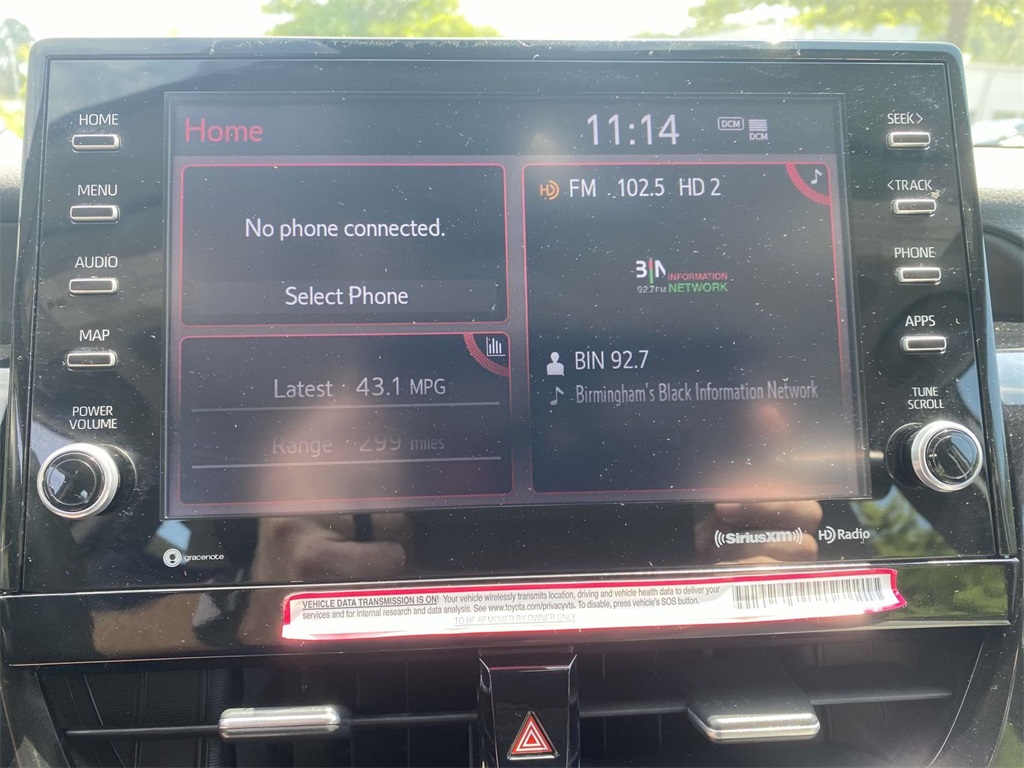 HOME
MENU
AUDIO
MAP
POWER
VOLUME
Home
11:14
DCM
DCM
No phone connected.
Select Phone
Latest 43.1 MPG
Range 299 miles
HD FM 102.5 HD 2
BIN INFORMATION
92.7FM NETWORK
BIN 92.7
Birmingham's Black Information Network
SEEK>
<TRACK
PHONE
APPS
TUNE
SCROLL
gracenote
((SiriusXM))
HD Radio
VEHICLE DATA TRANSMISSION IS ON! Your vehicle wirelessly transmits location, driving and vehicle health data to deliver your
services and for internal research and data analysis. See www.toyota.com/privacyvts. To disable, press vehicle's SOS button.
TO BE REMOVED BY OWNER ONLY